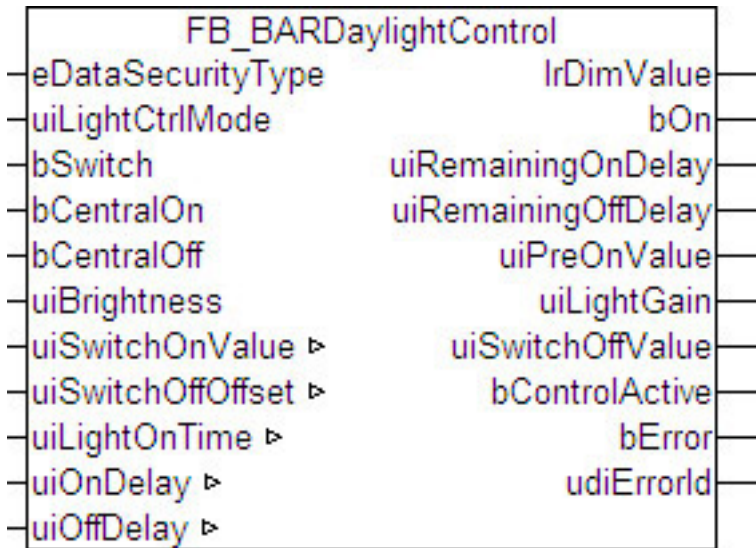 FB_BARDaylightControl
eDataSecurityType lrDimValue
uiLightCtrlMode bOn
bSwitch uiRemainingOnDelay
bCentralOn uiRemainingOffDelay
bCentralOff uiPreOnValue
uiBrightness uiLightGain
uiSwitchOnValue ▹ uiSwitchOffValue
uiSwitchOffOffset ▹ bControlActive
uiLightOnTime ▹ bError
uiOnDelay ▹ udiErrorId
uiOffDelay ▹